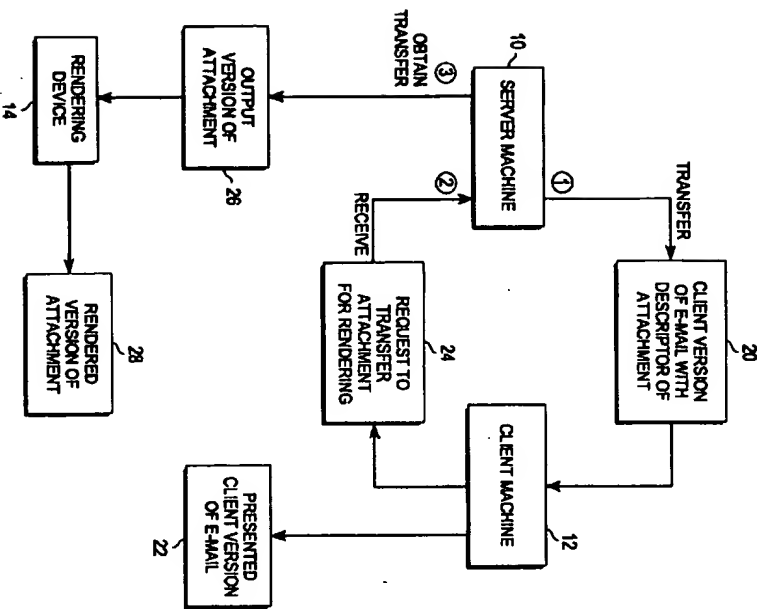 20
CLIENT VERSION
OF E-MAIL WITH
DESCRIPTOR OF
ATTACHMENT
TRANSFER
①
10
SERVER MACHINE
CLIENT MACHINE
12
③
OBTAIN
TRANSFER
②
RECEIVE
24
REQUEST TO
TRANSFER
ATTACHMENT
FOR RENDERING
OUTPUT
VERSION OF
ATTACHMENT
26
PRESENTED
CLIENT VERSION
OF E-MAIL
22
RENDERING
DEVICE
14
28
RENDERED
VERSION OF
ATTACHMENT